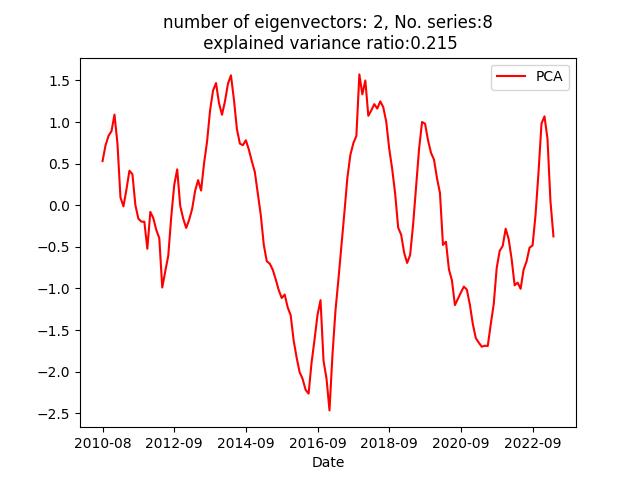 number of eigenvectors: 2, No. series:8
explained variance ratio:0.215
PCA
1.5
1.0
0.5
0.0
−0.5
−1.0
−1.5
−2.0
−2.5
2010-08 2012-09 2014-09 2016-09 2018-09 2020-09 2022-09
Date